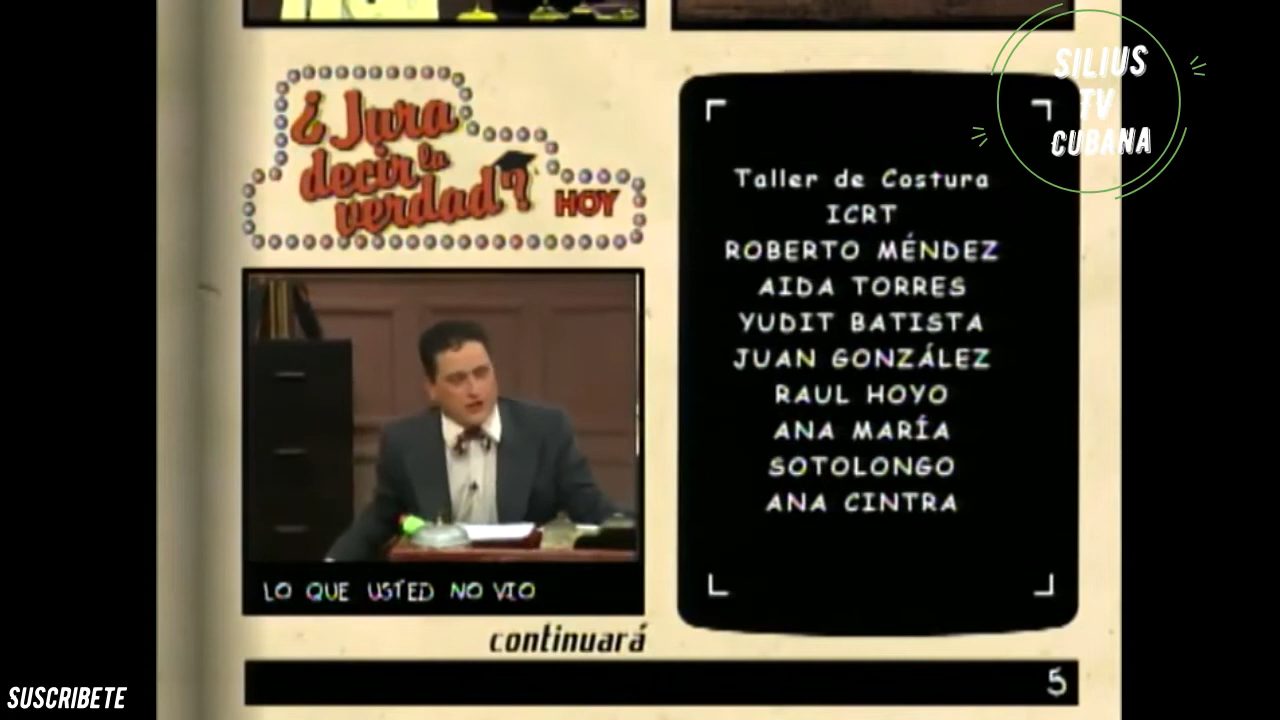 ¿Jura
decir la
verdad?
HOY
LO QUE USTED NO VIO
continuará
SILIUS
TV
CUBANA
Taller de Costura
ICRT
ROBERTO MÉNDEZ
AIDA TORRES
YUDIT BATISTA
JUAN GONZÁLEZ
RAUL HOYO
ANA MARÍA
SOTOLONGO
ANA CINTRA
5
SUSCRIBETE